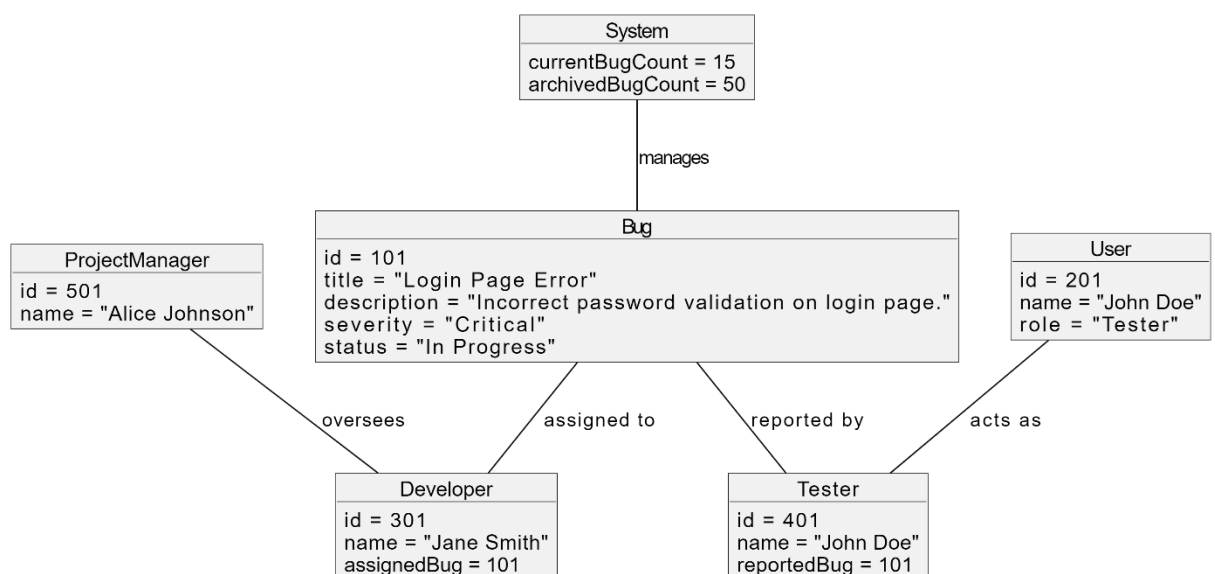 System
currentBugCount = 15
archivedBugCount = 50
manages
Bug
id = 101
title = "Login Page Error"
description = "Incorrect password validation on login page."
severity = "Critical"
status = "In Progress"
ProjectManager
id = 501
name = "Alice Johnson"
User
id = 201
name = "John Doe"
role = "Tester"
oversees
assigned to
reported by
acts as
Developer
id = 301
name = "Jane Smith"
assignedBug = 101
Tester
id = 401
name = "John Doe"
reportedBug = 101